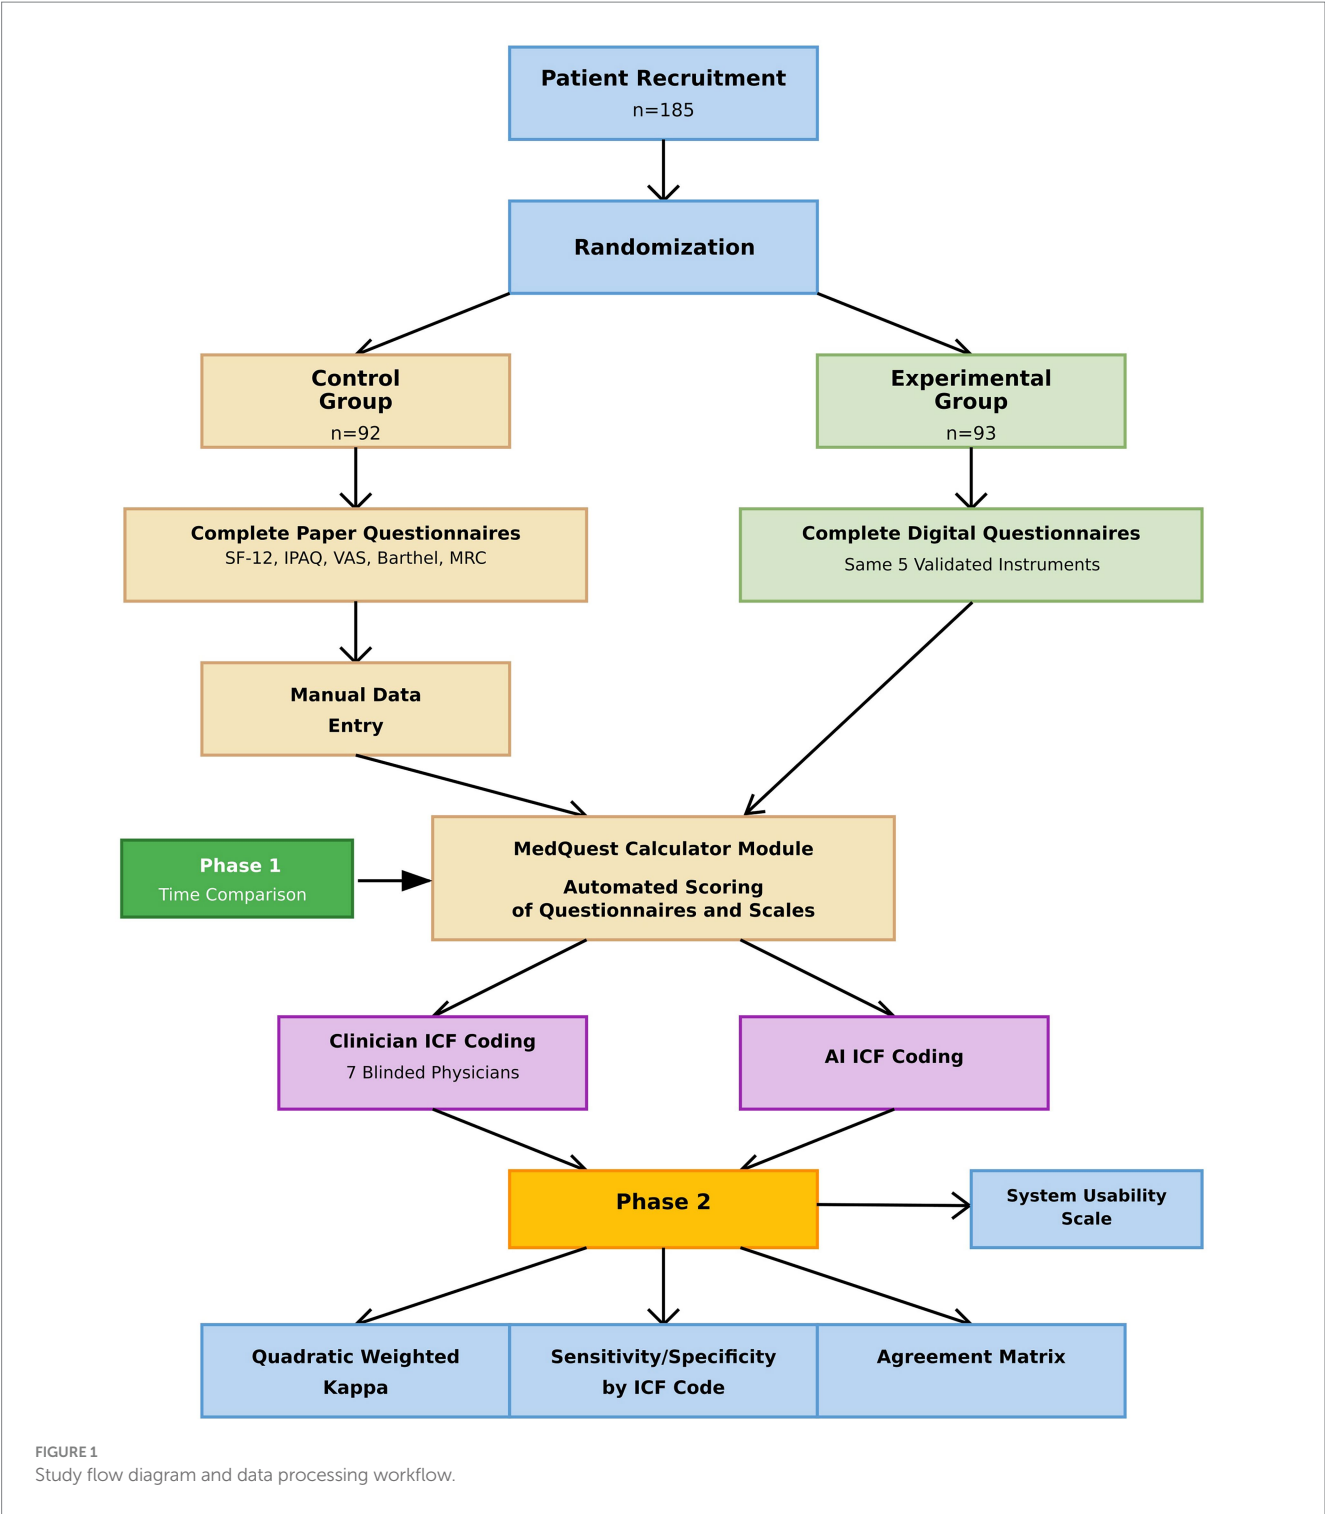 Patient Recruitment
n=185
Randomization
Control
Group
n=92
Experimental
Group
n=93
Complete Paper Questionnaires
SF-12, IPAQ, VAS, Barthel, MRC
Complete Digital Questionnaires
Same 5 Validated Instruments
Manual Data
Entry
Phase 1
Time Comparison
MedQuest Calculator Module
Automated Scoring
of Questionnaires and Scales
Clinician ICF Coding
7 Blinded Physicians
AI ICF Coding
Phase 2
System Usability
Scale
Quadratic Weighted
Kappa
Sensitivity/Specificity
by ICF Code
Agreement Matrix
FIGURE 1
Study flow diagram and data processing workflow.